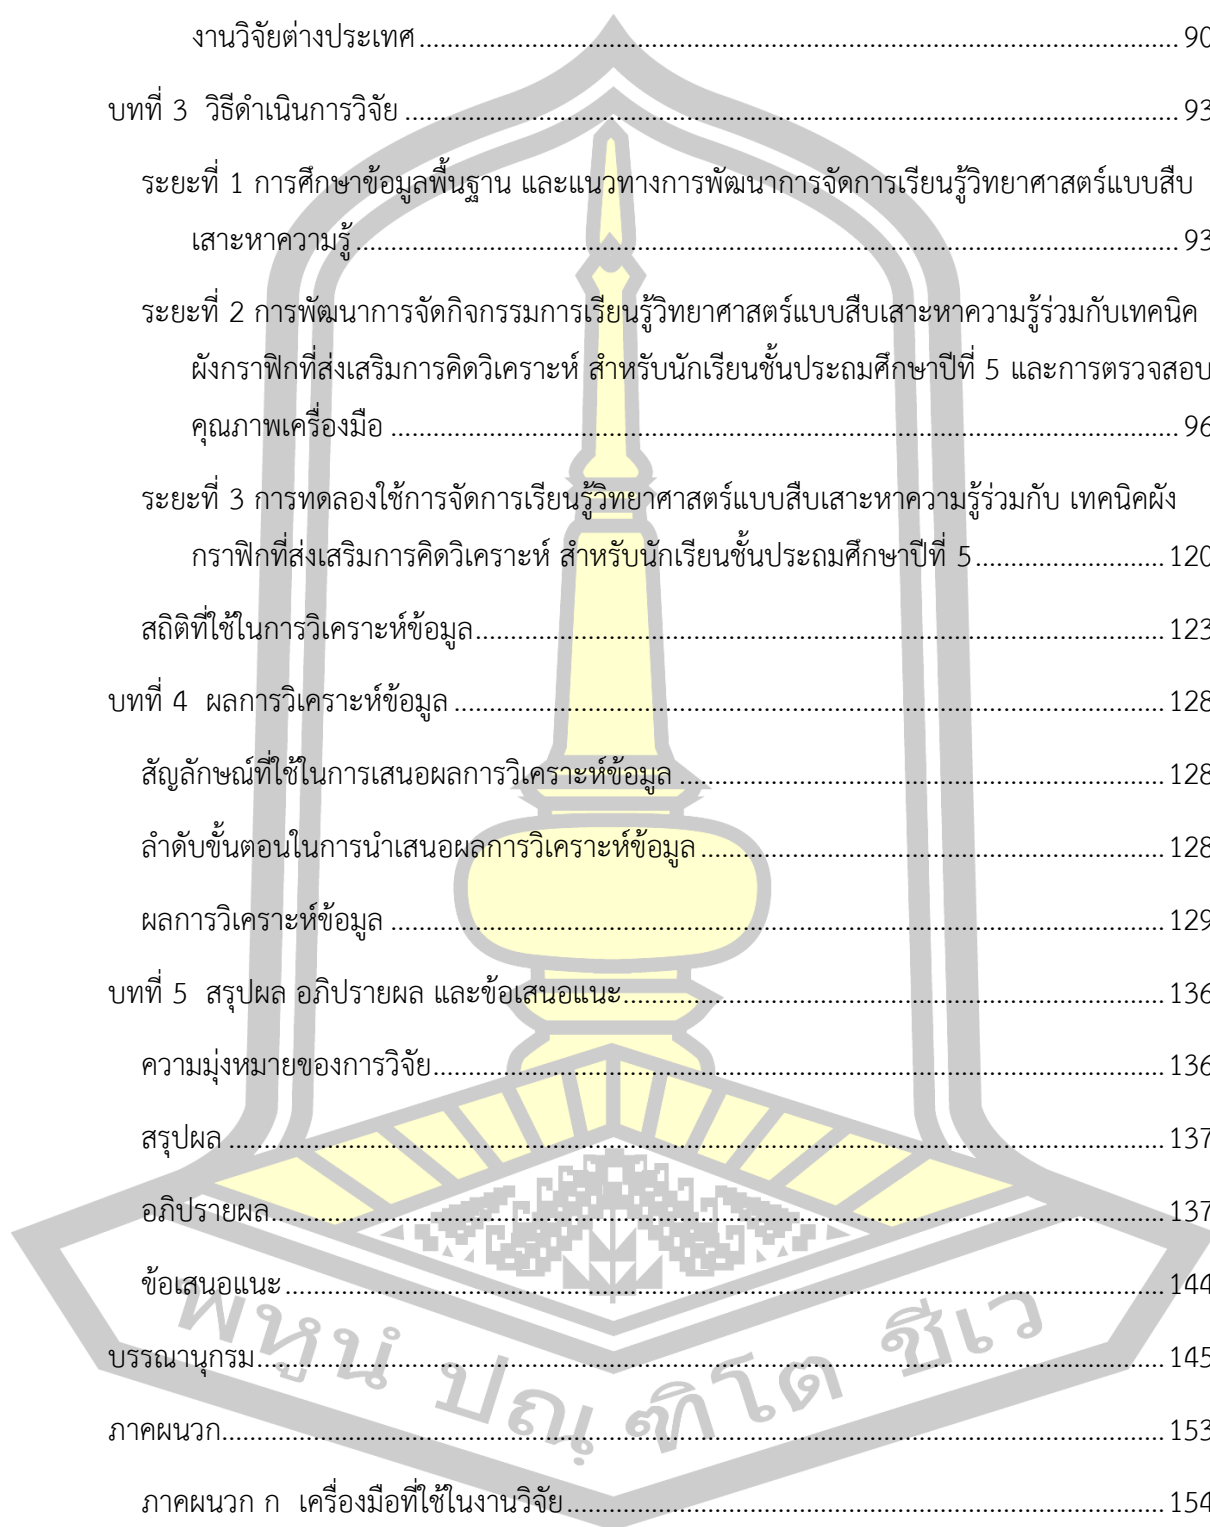 งานวิจัยต่างประเทศ 90
บทที่ 3 วิธีดำเนินการวิจัย 93
ระยะที่ 1 การศึกษาข้อมูลพื้นฐาน และแนวทางการพัฒนาการจัดการเรียนรู้วิทยาศาสตร์แบบสืบ
เสาะหาความรู้ 93
ระยะที่ 2 การพัฒนาการจัดกิจกรรมการเรียนรู้วิทยาศาสตร์แบบสืบเสาะหาความรู้ร่วมกับเทคนิค
ผังกราฟิกที่ส่งเสริมการคิดวิเคราะห์ สำหรับนักเรียนชั้นประถมศึกษาปีที่ 5 และการตรวจสอบ
คุณภาพเครื่องมือ 96
ระยะที่ 3 การทดลองใช้การจัดการเรียนรู้วิทยาศาสตร์แบบสืบเสาะหาความรู้ร่วมกับ เทคนิคผัง
กราฟิกที่ส่งเสริมการคิดวิเคราะห์ สำหรับนักเรียนชั้นประถมศึกษาปีที่ 5 120
สถิติที่ใช้ในการวิเคราะห์ข้อมูล 123
บทที่ 4 ผลการวิเคราะห์ข้อมูล 128
สัญลักษณ์ที่ใช้ในการเสนอผลการวิเคราะห์ข้อมูล 128
ลำดับขั้นตอนในการนำเสนอผลการวิเคราะห์ข้อมูล 128
ผลการวิเคราะห์ข้อมูล 129
บทที่ 5 สรุปผล อภิปรายผล และข้อเสนอแนะ 136
ความมุ่งหมายของการวิจัย 136
สรุปผล 137
อภิปรายผล 137
ข้อเสนอแนะ 144
บรรณานุกรม 145
ภาคผนวก 153
ภาคผนวก ก เครื่องมือที่ใช้ในงานวิจัย 154
พหูนํ ปณฺฑิโต ชีเว